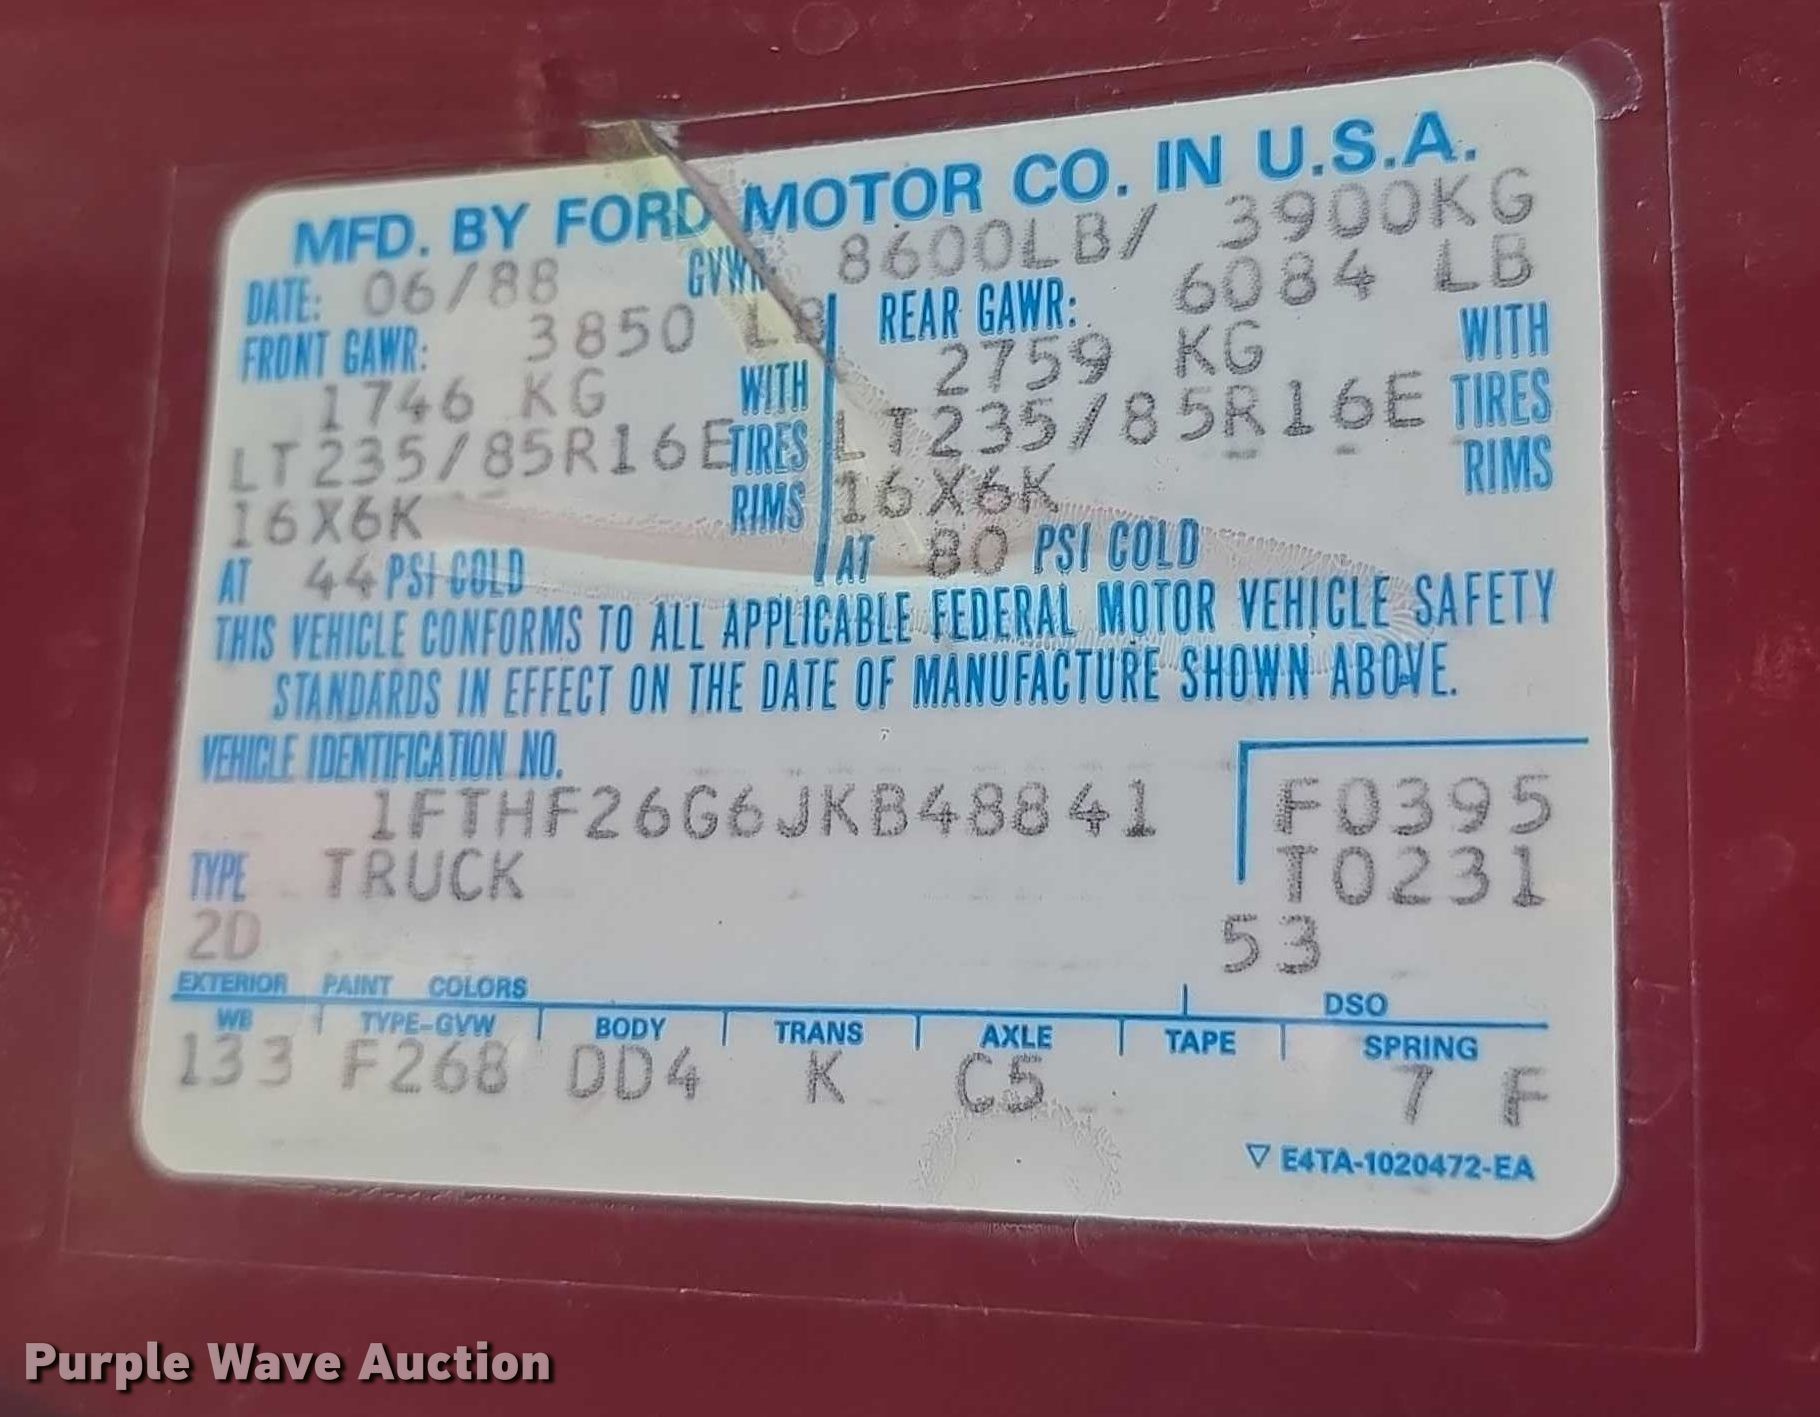 MFD. BY FORD MOTOR CO. IN U.S.A.
DATE: 06/88 GVWR: 8600LB/ 3900KG
FRONT GAWR: 3850 LB REAR GAWR: 6084 LB
1746 KG WITH 2759 KG WITH
LT235/85R16E TIRES LT235/85R16E TIRES
16X6K RIMS 16X6K RIMS
AT 44 PSI COLD AT 80 PSI COLD
THIS VEHICLE CONFORMS TO ALL APPLICABLE FEDERAL MOTOR VEHICLE SAFETY
STANDARDS IN EFFECT ON THE DATE OF MANUFACTURE SHOWN ABOVE.
VEHICLE IDENTIFICATION NO.
1FTHF26G6JKB48841 F0395
TYPE TRUCK T0231
2D 53
EXTERIOR PAINT COLORS DSO
WB TYPE-GVW BODY TRANS AXLE TAPE SPRING
133 F268 DD4 K C5 7 F
▽ E4TA-1020472-EA
Purple Wave Auction